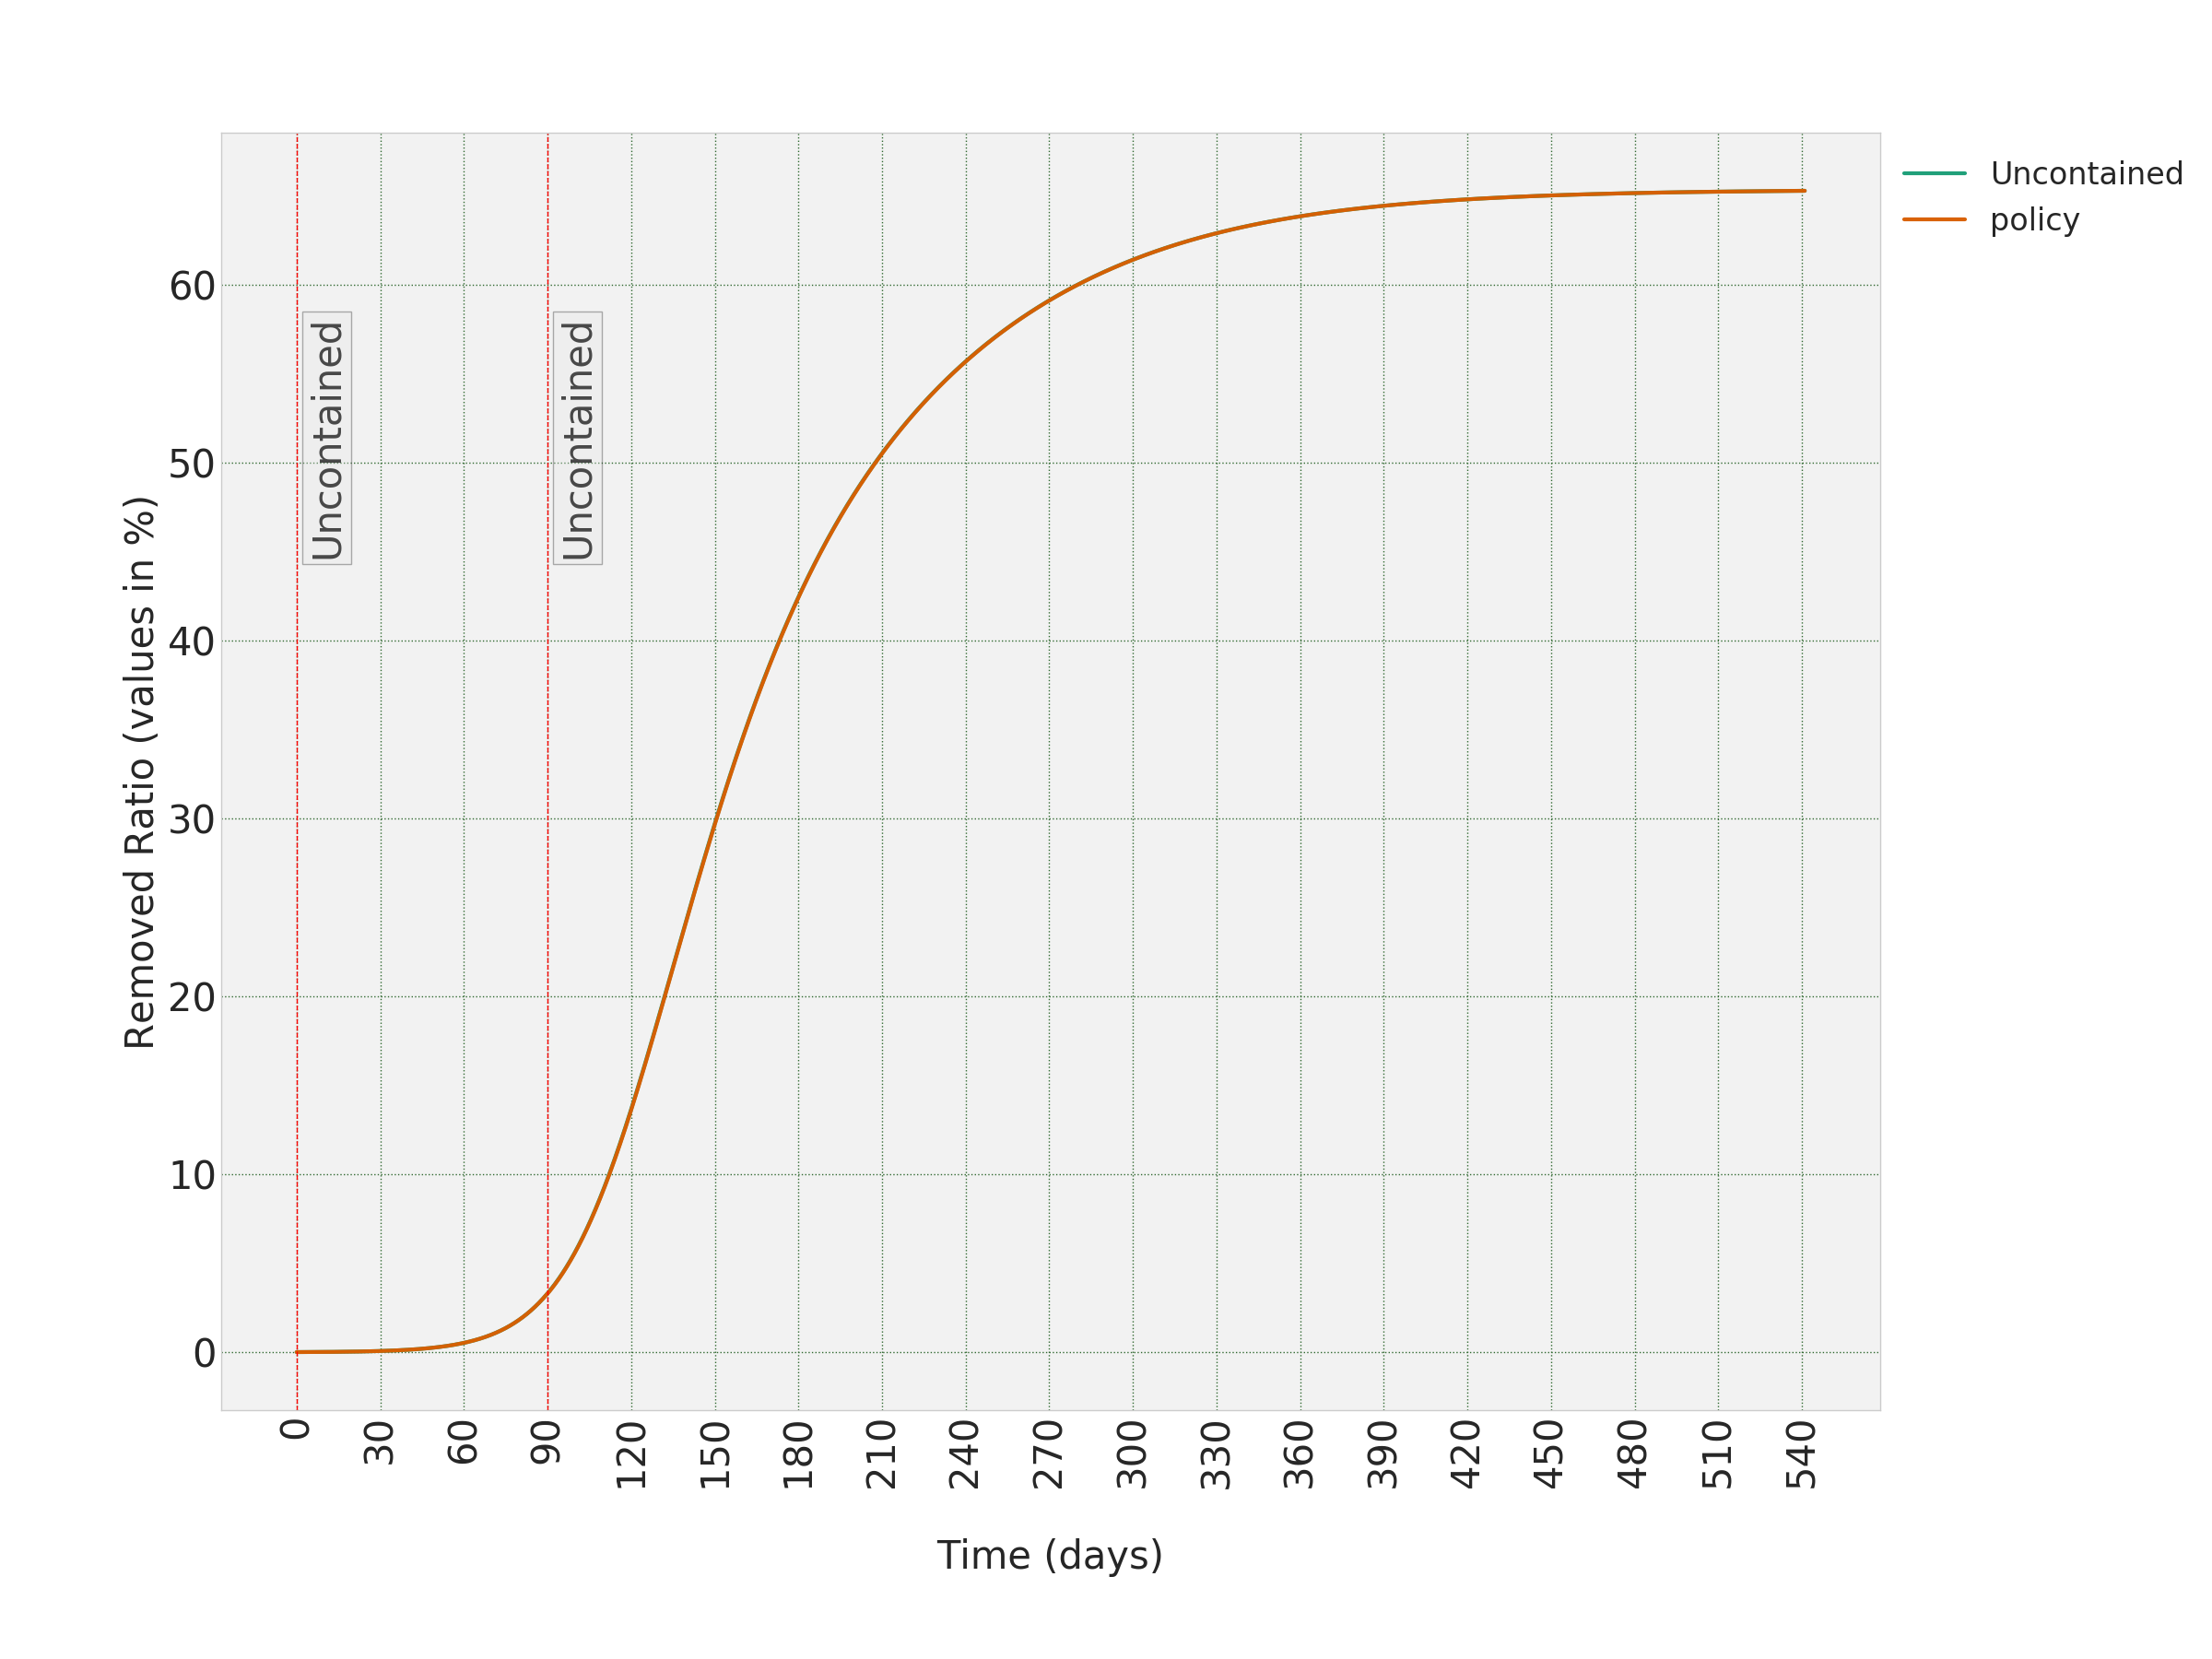 Uncontained
policy
60
50
40
30
20
10
0
Removed Ratio (values in %)
Uncontained
Uncontained
0 30 60 90 120 150 180 210 240 270 300 330 360 390 420 450 480 510 540
Time (days)